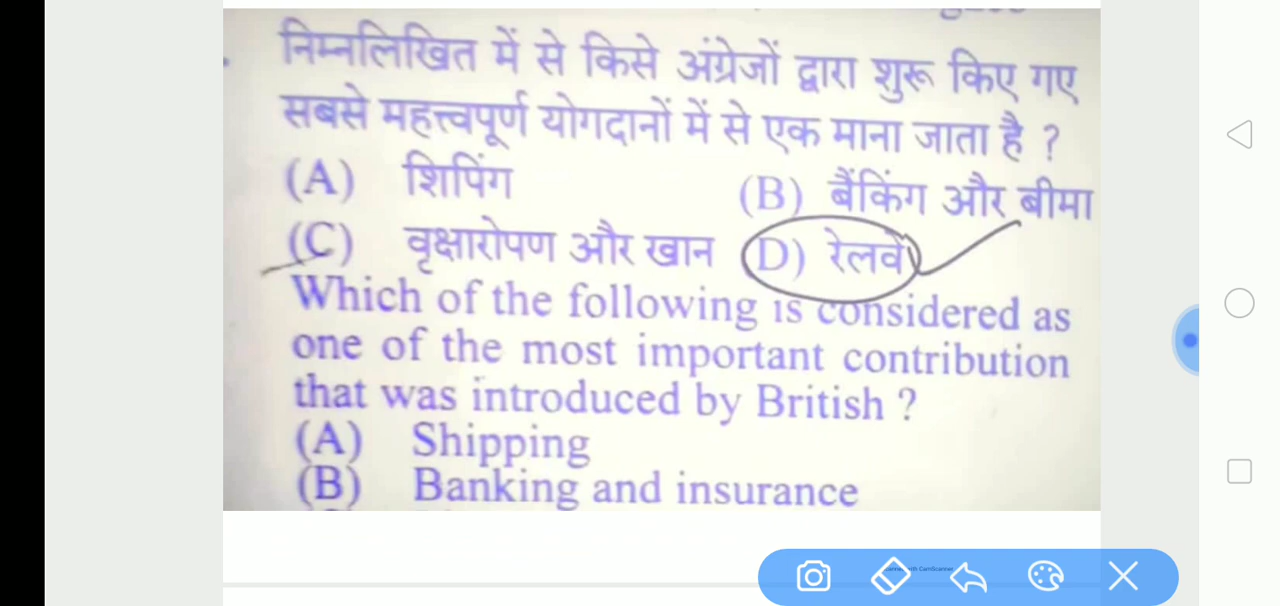 निम्नलिखित में से किसे अंग्रेजों द्वारा शुरू किए गए
सबसे महत्त्वपूर्ण योगदानों में से एक माना जाता है ?
(A) शिपिंग (B) बैंकिंग और बीमा
(C) वृक्षारोपण और खान (D) रेलवे
Which of the following is considered as
one of the most important contribution
that was introduced by British ?
(A) Shipping
(B) Banking and insurance